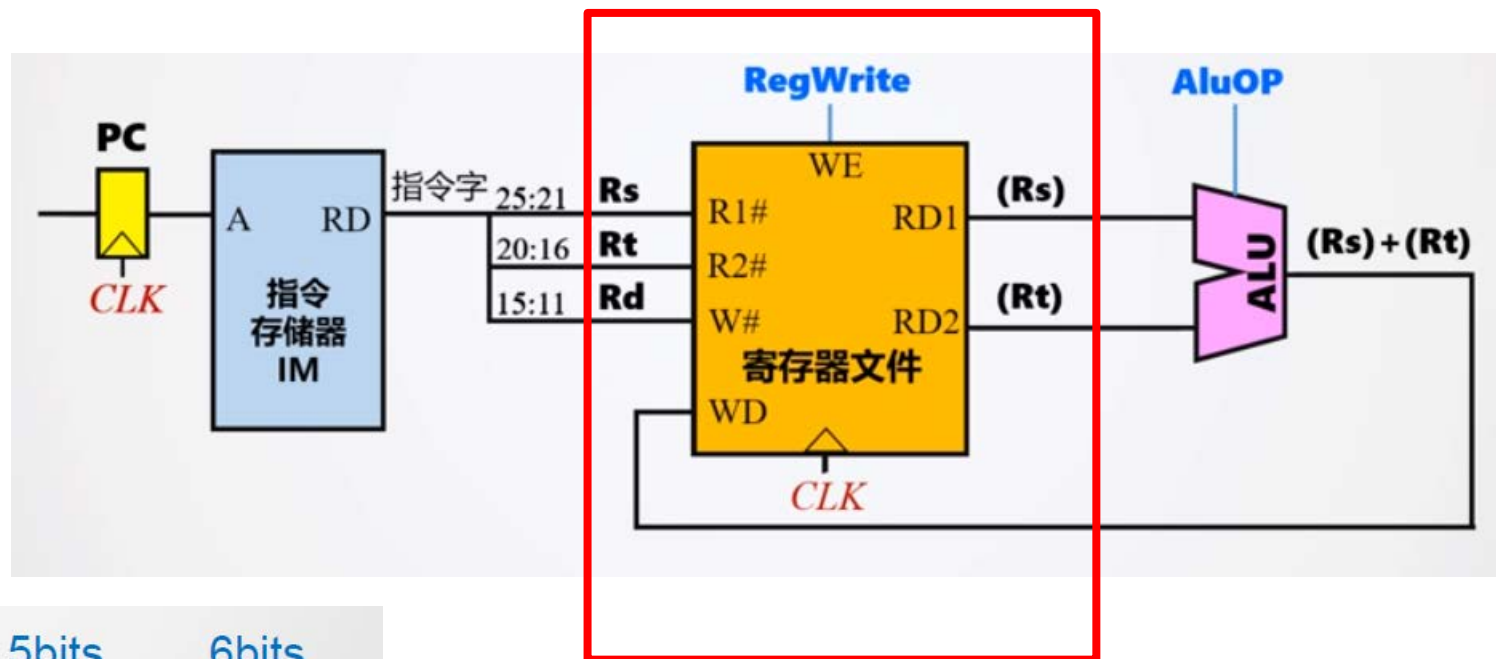 RegWrite
AluOP
PC
CLK
A RD
指令
存储器
IM
指令字
25:21 Rs
20:16 Rt
15:11 Rd
WE
R1# RD1
R2#
W# RD2
寄存器文件
WD
CLK
(Rs)
(Rt)
ALU
(Rs)+(Rt)
5bits 6bits